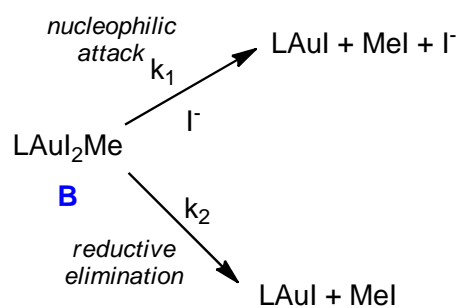 nucleophilic
attack
k₁
LAuI + MeI + I⁻
I⁻
LAuI₂Me
B
k₂
reductive
elimination
LAuI + MeI